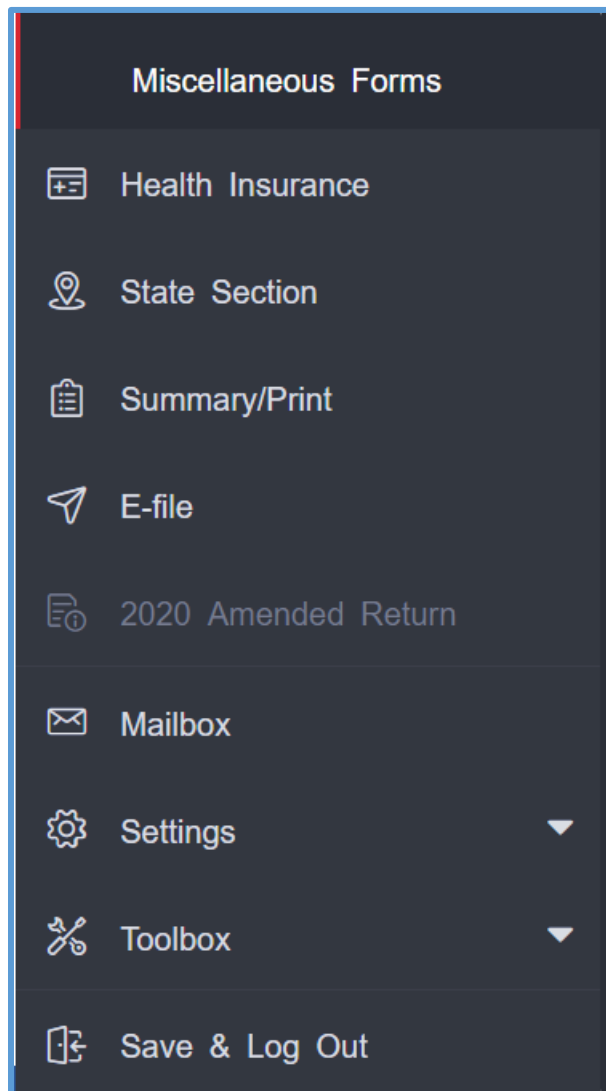 Miscellaneous Forms
Health Insurance
State Section
Summary/Print
E-file
2020 Amended Return
Mailbox
Settings
Toolbox
Save & Log Out